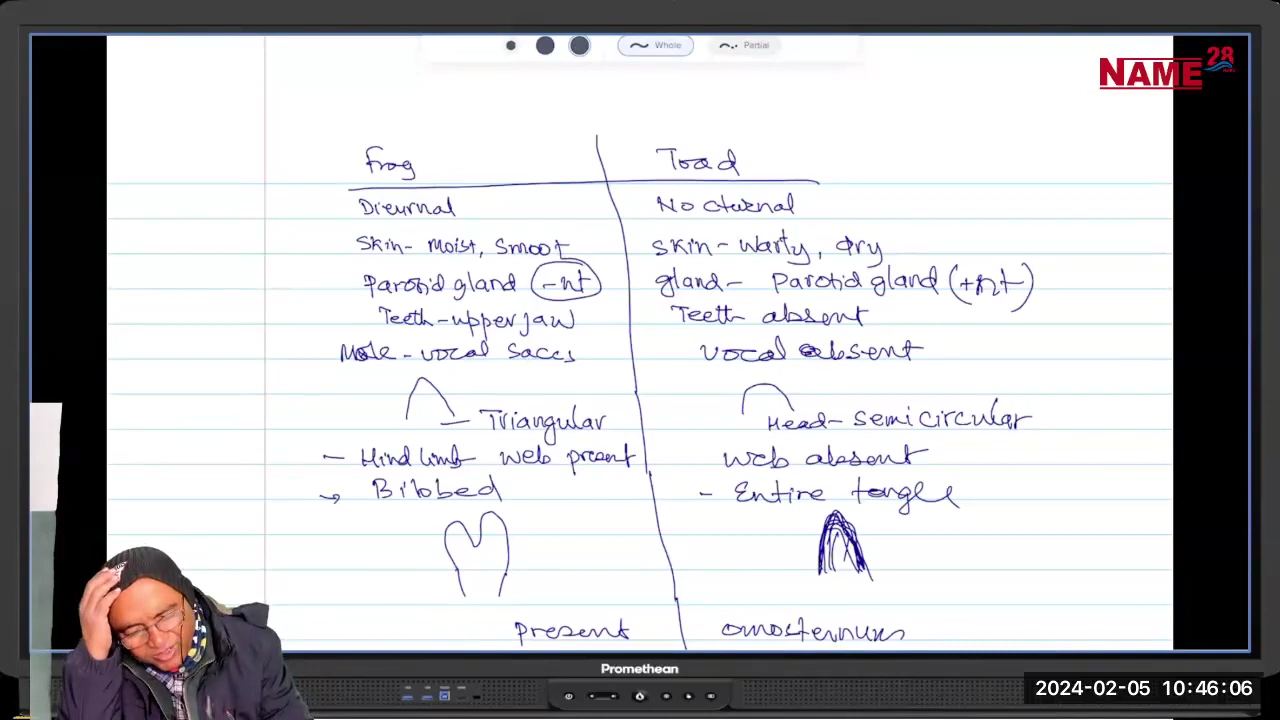 Whole Partial
NAME 28
Frog Toad
Dieurnal Nocturnal
Skin- moist, smoot Skin- warty, dry
Parotid gland -nt gland- Parotid gland (+nt)
Teeth-upper jaw Teeth absent
Male - vocal saccs vocal absent
- Triangular Head- semicircular
- Hind limb web present web absent
→ Bilobed - Entire tongue
present omosternum
Promethean
2024-02-05 10:46:06